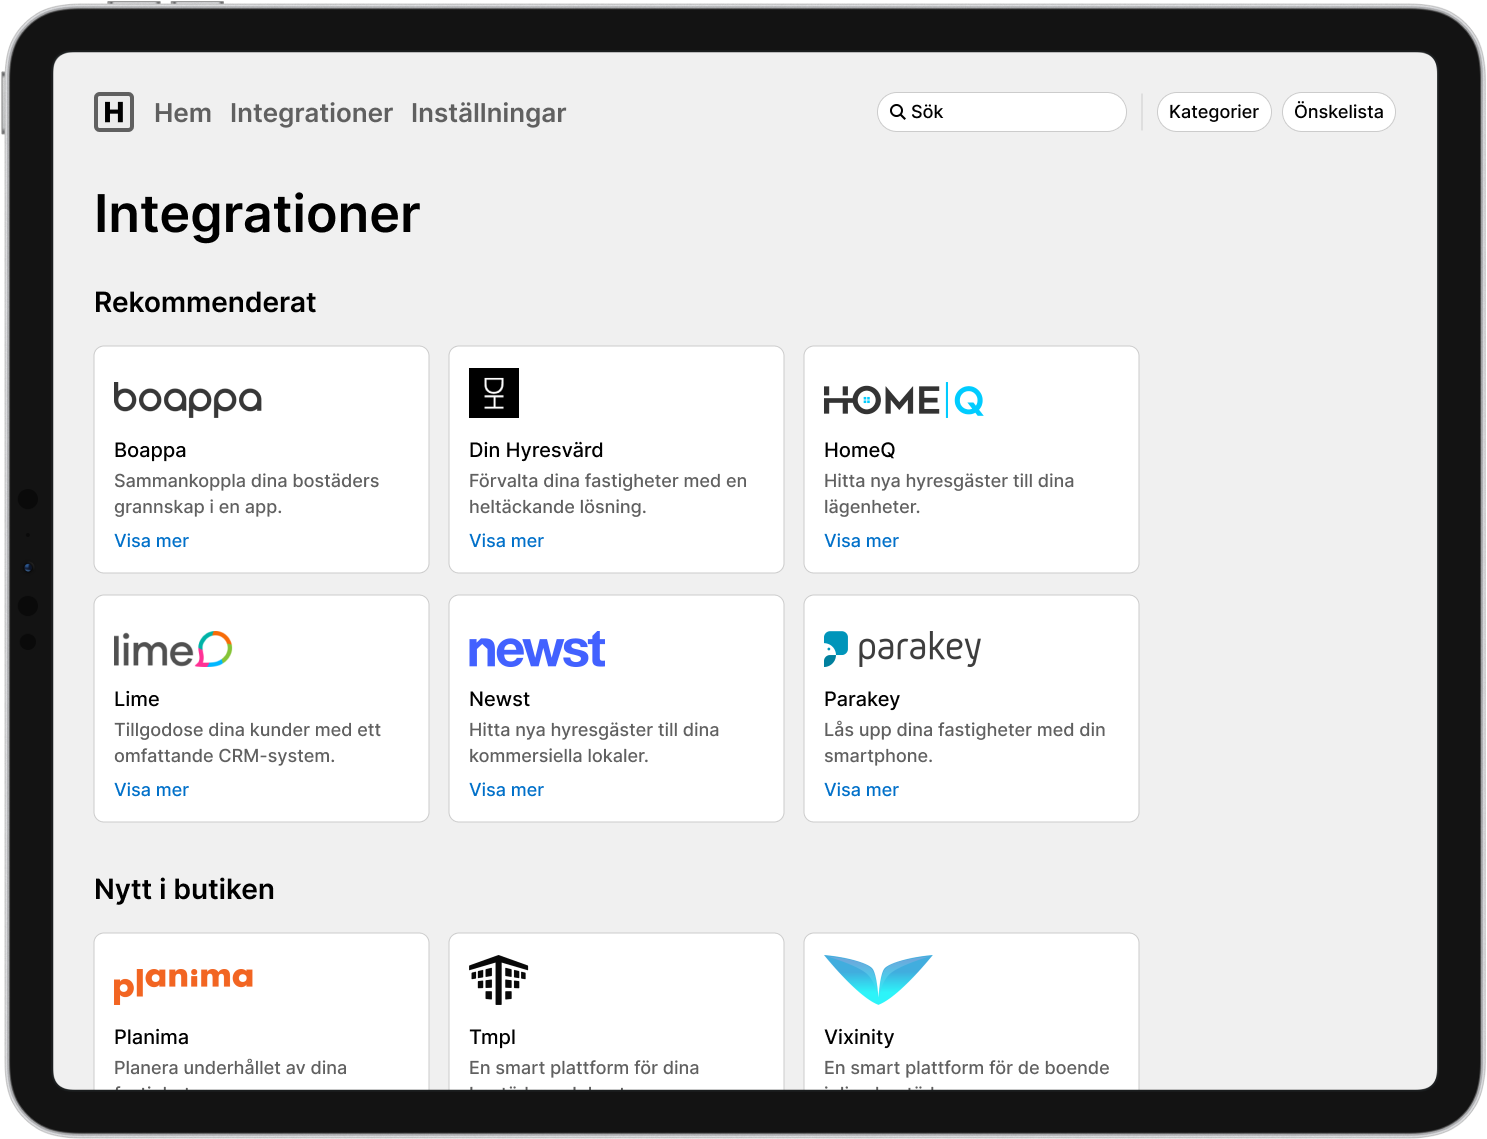 H Hem Integrationer Inställningar Sök Kategorier Önskelista
Integrationer
Rekommenderat
boappa
Boappa
Sammankoppla dina bostäders
grannskap i en app.
Visa mer
DH
Din Hyresvärd
Förvalta dina fastigheter med en
heltäckande lösning.
Visa mer
HOME|Q
HomeQ
Hitta nya hyresgäster till dina
lägenheter.
Visa mer
lime
Lime
Tillgodose dina kunder med ett
omfattande CRM-system.
Visa mer
newst
Newst
Hitta nya hyresgäster till dina
kommersiella lokaler.
Visa mer
parakey
Parakey
Lås upp dina fastigheter med din
smartphone.
Visa mer
Nytt i butiken
planima
Planima
Planera underhållet av dina
Tmpl
En smart plattform för dina
Vixinity
En smart plattform för de boende